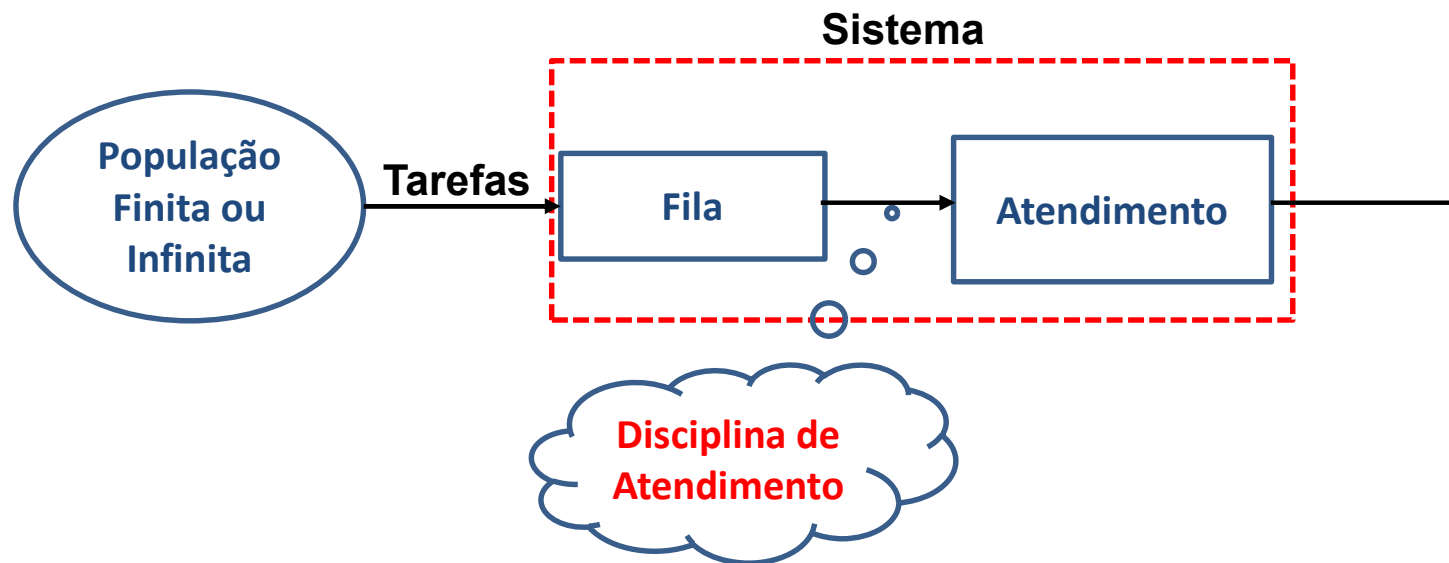 Sistema
População
Finita ou
Infinita
Tarefas
Fila
Atendimento
Disciplina de
Atendimento